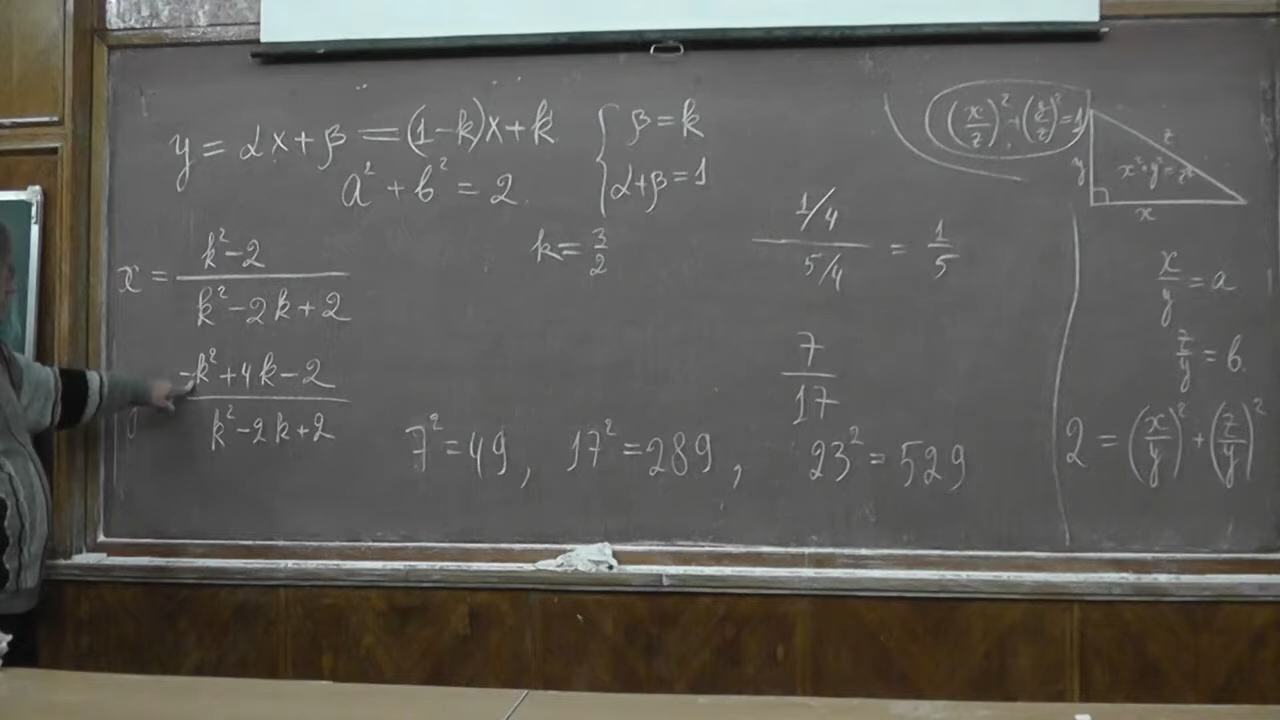 y = αx + β = (1-k)x + k
a² + b² = 2
{ β = k
α+β = 1
x = (k²-2)/(k²-2k+2)
(-k²+4k-2)/(k²-2k+2)
k = 3/2
(1/4)/(5/4) = 1/5
7/17
7² = 49, 17² = 289, 23² = 529
(x/z)² + (y/z)² = 1
y
z
x²+y²=z²
x
x/y = a
z/y = b
2 = (x/y)² + (z/y)²